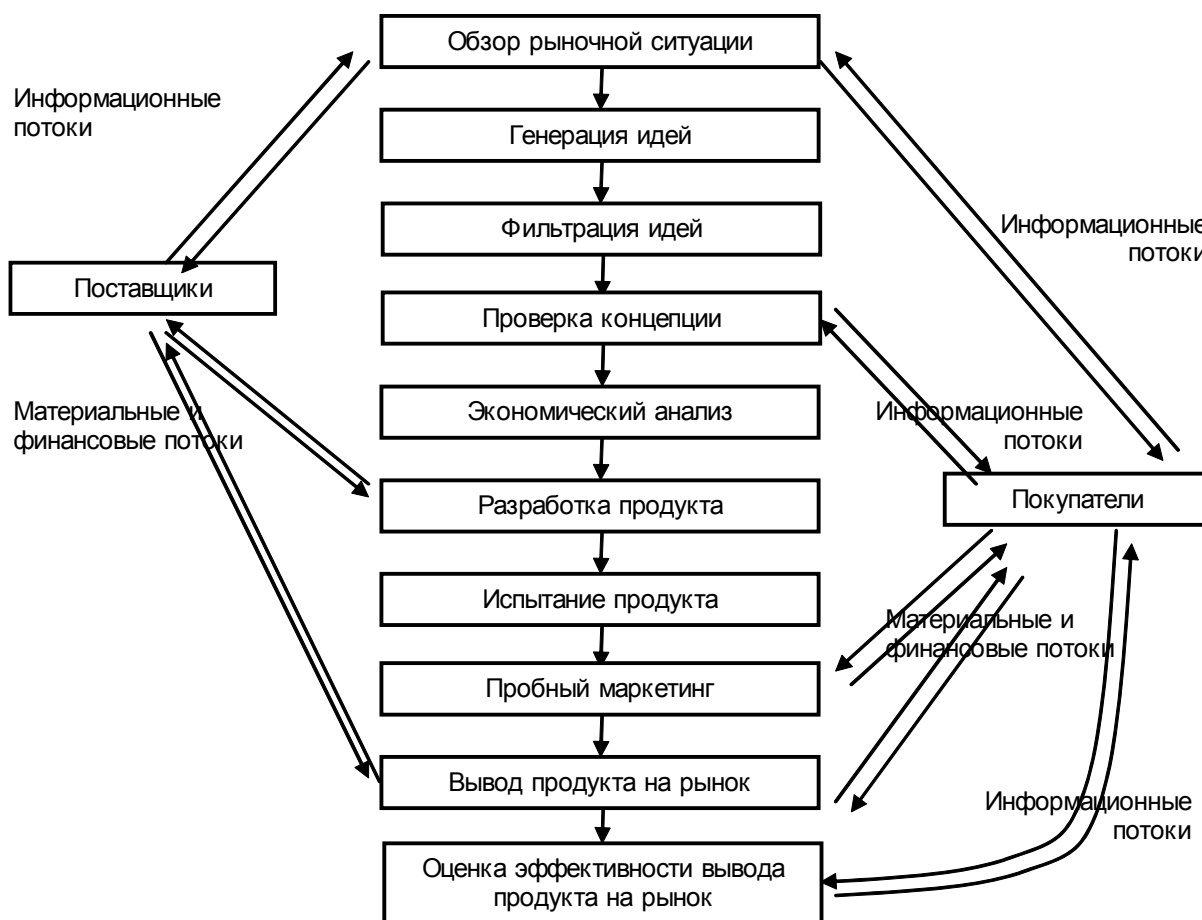 Обзор рыночной ситуации
Информационные
потоки
Генерация идей
Фильтрация идей
Информационные
потоки
Поставщики
Проверка концепции
Материальные и
финансовые потоки
Экономический анализ
Информационные
потоки
Разработка продукта
Покупатели
Испытание продукта
Материальные и
финансовые потоки
Пробный маркетинг
Вывод продукта на рынок
Информационные
потоки
Оценка эффективности вывода
продукта на рынок